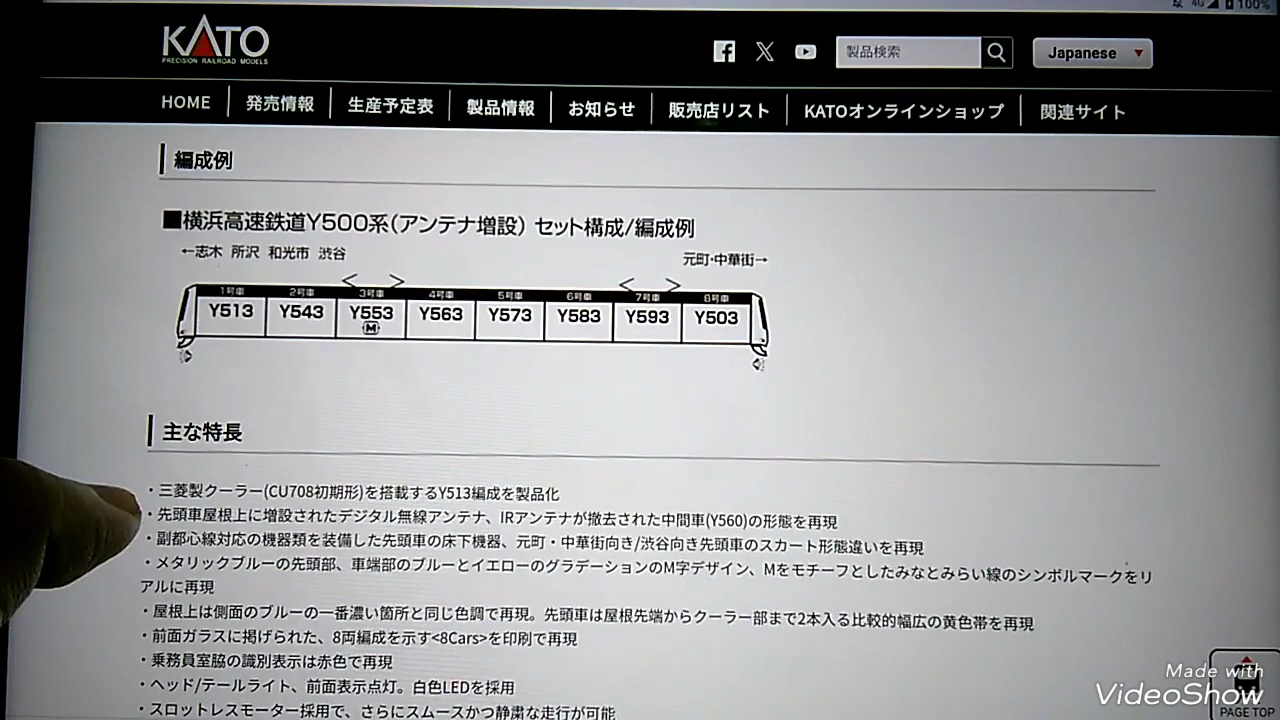 4G 100%
KATO
PRECISION RAILROAD MODELS
製品検索
Japanese ▼
HOME
発売情報
生産予定表
製品情報
お知らせ
販売店リスト
KATOオンラインショップ
関連サイト
編成例
■横浜高速鉄道Y500系(アンテナ増設) セット構成/編成例
←志木 所沢 和光市 渋谷
元町・中華街→
1号車 2号車 3号車 4号車 5号車 6号車 7号車 8号車
Y513 Y543 Y553 Y563 Y573 Y583 Y593 Y503
M
主な特長
・三菱製クーラー(CU708初期形)を搭載するY513編成を製品化
・先頭車屋根上に増設されたデジタル無線アンテナ、IRアンテナが撤去された中間車(Y560)の形態を再現
・副都心線対応の機器類を装備した先頭車の床下機器、元町・中華街向き/渋谷向き先頭車のスカート形態違いを再現
・メタリックブルーの先頭部、車端部のブルーとイエローのグラデーションのM字デザイン、Mをモチーフとしたみなとみらい線のシンボルマークをリ
アルに再現
・屋根上は側面のブルーの一番濃い箇所と同じ色調で再現。先頭車は屋根先端からクーラー部まで2本入る比較的幅広の黄色帯を再現
・前面ガラスに掲げられた、8両編成を示す<8Cars>を印刷で再現
・乗務員室脇の識別表示は赤色で再現
・ヘッド/テールライト、前面表示点灯。白色LEDを採用
・スロットレスモーター採用で、さらにスムースかつ静粛な走行が可能
PAGE TOP
Made with
VideoShow